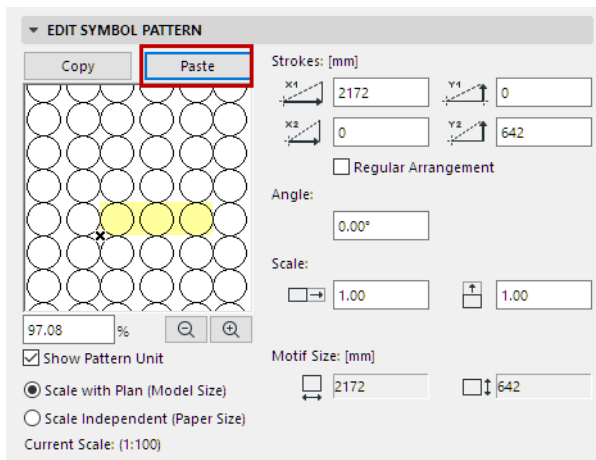 EDIT SYMBOL PATTERN
Copy
Paste
97.08
%
Show Pattern Unit
Scale with Plan (Model Size)
Scale Independent (Paper Size)
Current Scale: (1:100)
Strokes: [mm]
X1
2172
Y1
0
X2
0
Y2
642
Regular Arrangement
Angle:
0.00°
Scale:
1.00
1.00
Motif Size: [mm]
2172
642